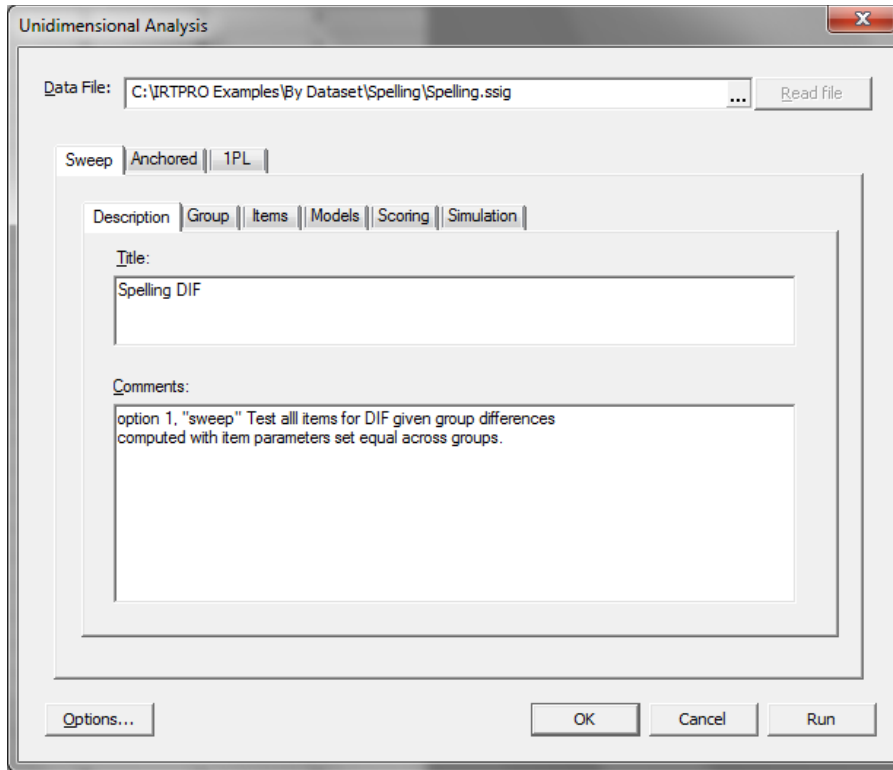 Unidimensional Analysis
Data File: C:\IRTPRO Examples\By Dataset\Spelling\Spelling.ssig ... Read file
Sweep Anchored 1PL
Description Group Items Models Scoring Simulation
Title:
Spelling DIF
Comments:
option 1, "sweep" Test alll items for DIF given group differences
computed with item parameters set equal across groups.
Options... OK Cancel Run